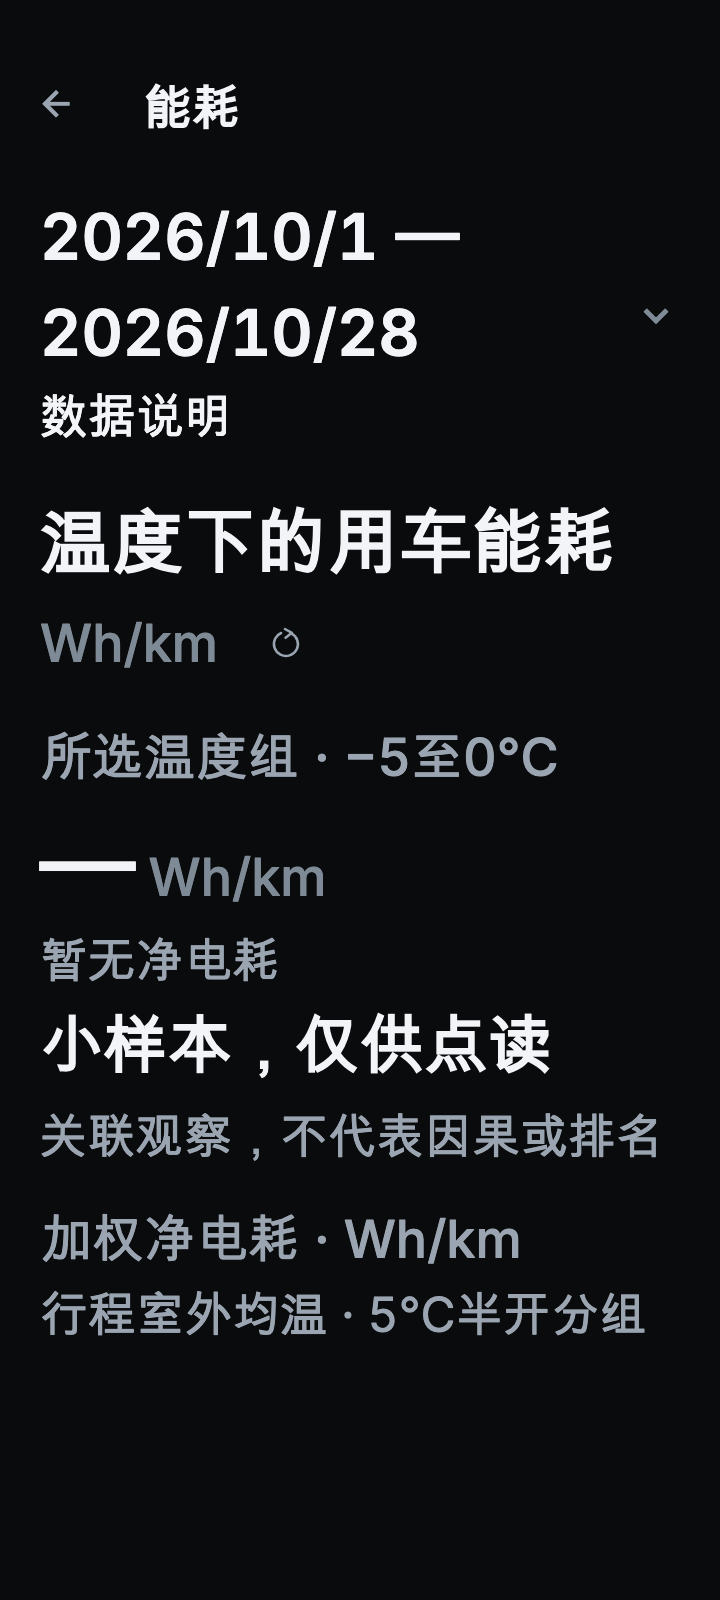 能耗
2026/10/1 —
2026/10/28
数据说明
温度下的用车能耗
Wh/km
所选温度组 · −5至0°C
— Wh/km
暂无净电耗
小样本，仅供点读
关联观察，不代表因果或排名
加权净电耗 · Wh/km
行程室外均温 · 5°C半开分组